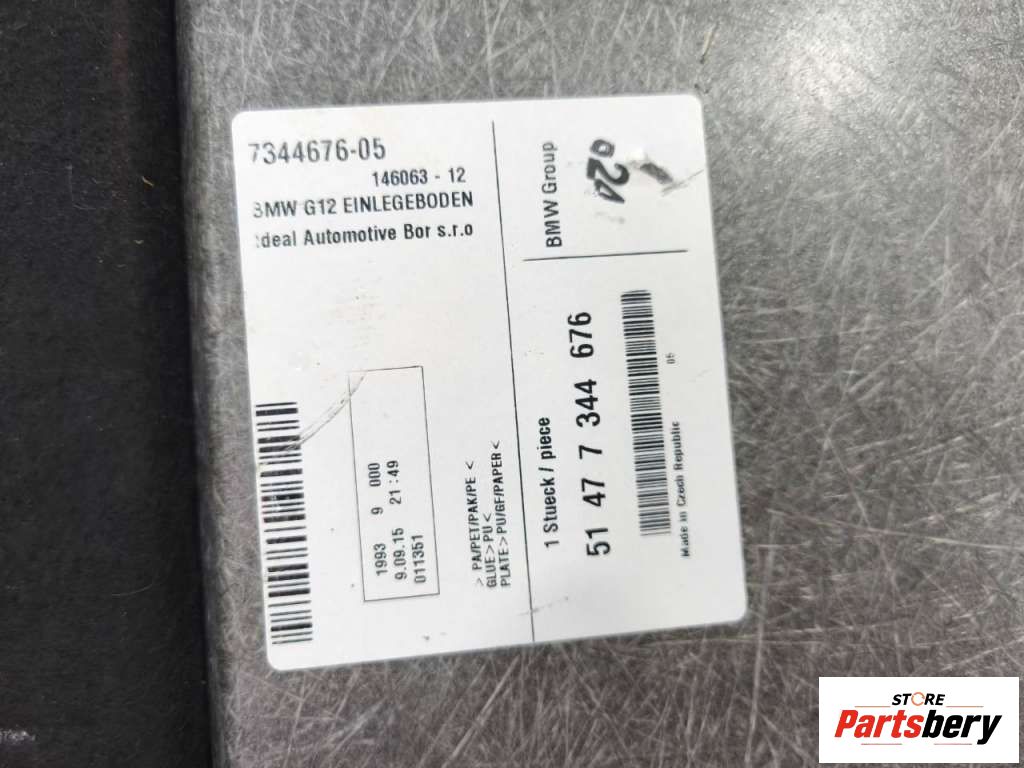 7344676-05
146063 - 12
BMW G12 EINLEGEBODEN
Ideal Automotive Bor s.r.o
1993 9 000
9.09.15 21:49
011351
> PA/PET/PAK/PE <
GLUE> PU <
PLATE> PU/GF/PAPER <
BMW Group
024
1 Stueck / piece
51 47 7 344 676
05
Made in Czech Republic
STORE
Partsbery